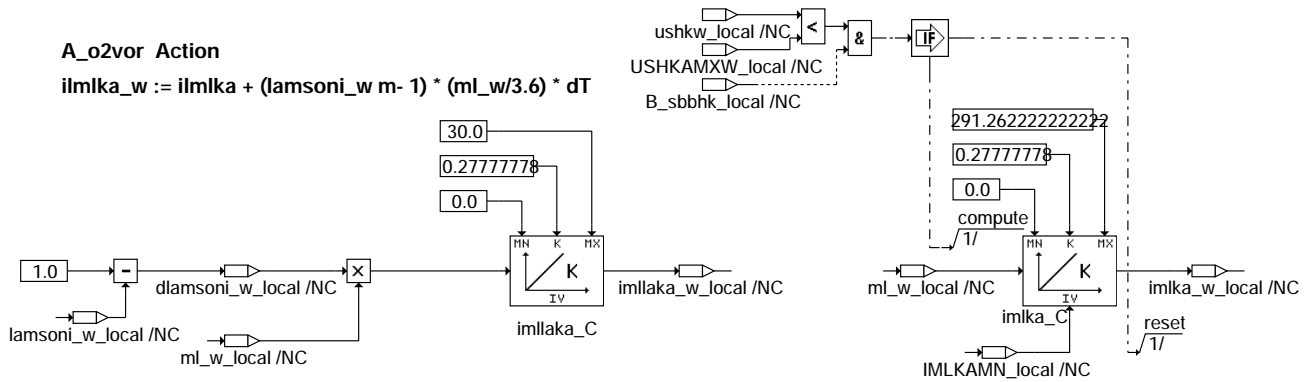 A_o2vor Action
ilmlka_w := ilmlka + (lamsoni_w m- 1) * (ml_w/3.6) * dT
ushkw_local /NC
USHKAMXW_local /NC
B_sbbhk_local /NC
<
&
IF
30.0
0.27777778
0.0
MN K MX
K
IV
imllaka_C
1.0
-
dlamsoni_w_local /NC
×
imllaka_w_local /NC
lamsoni_w_local /NC
ml_w_local /NC
291.262222222222
0.27777778
0.0
compute
1/
MN K MX
K
IV
ml_w_local /NC
imlka_w_local /NC
imlka_C
reset
1/
IMLKAMN_local /NC